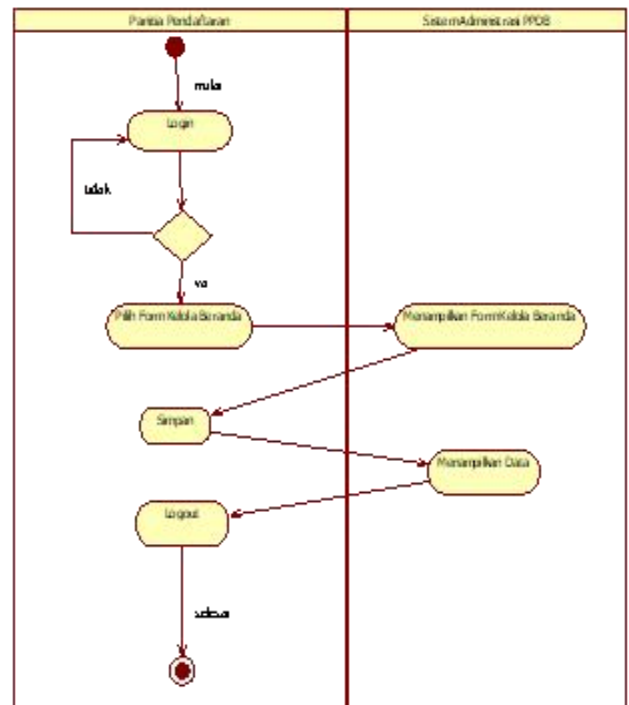 Panitia Pendaftaran
Sistem Administrasi PPDB
mulai
Login
tidak
ya
Pilih Form Kelola Beranda
Menampilkan Form Kelola Beranda
Simpan
Menampilkan Data
Logout
selesai